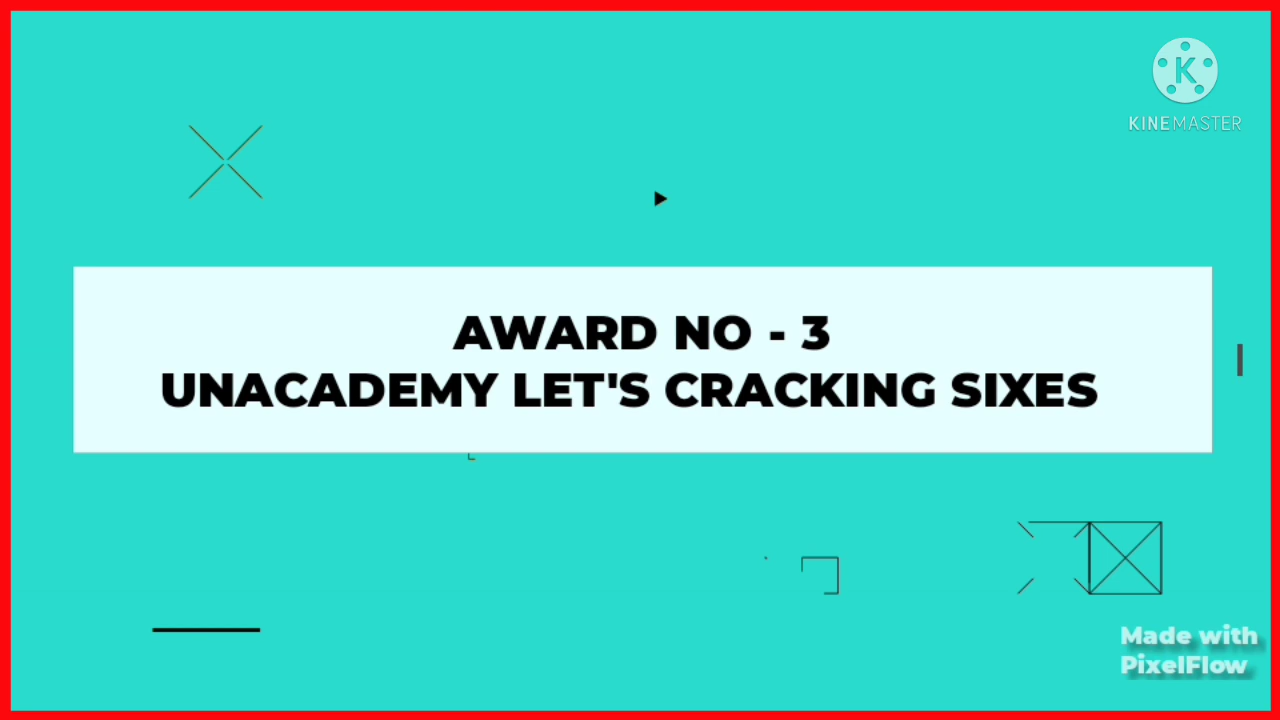 K
KINEMASTER
AWARD NO - 3
UNACADEMY LET'S CRACKING SIXES
Made with
PixelFlow